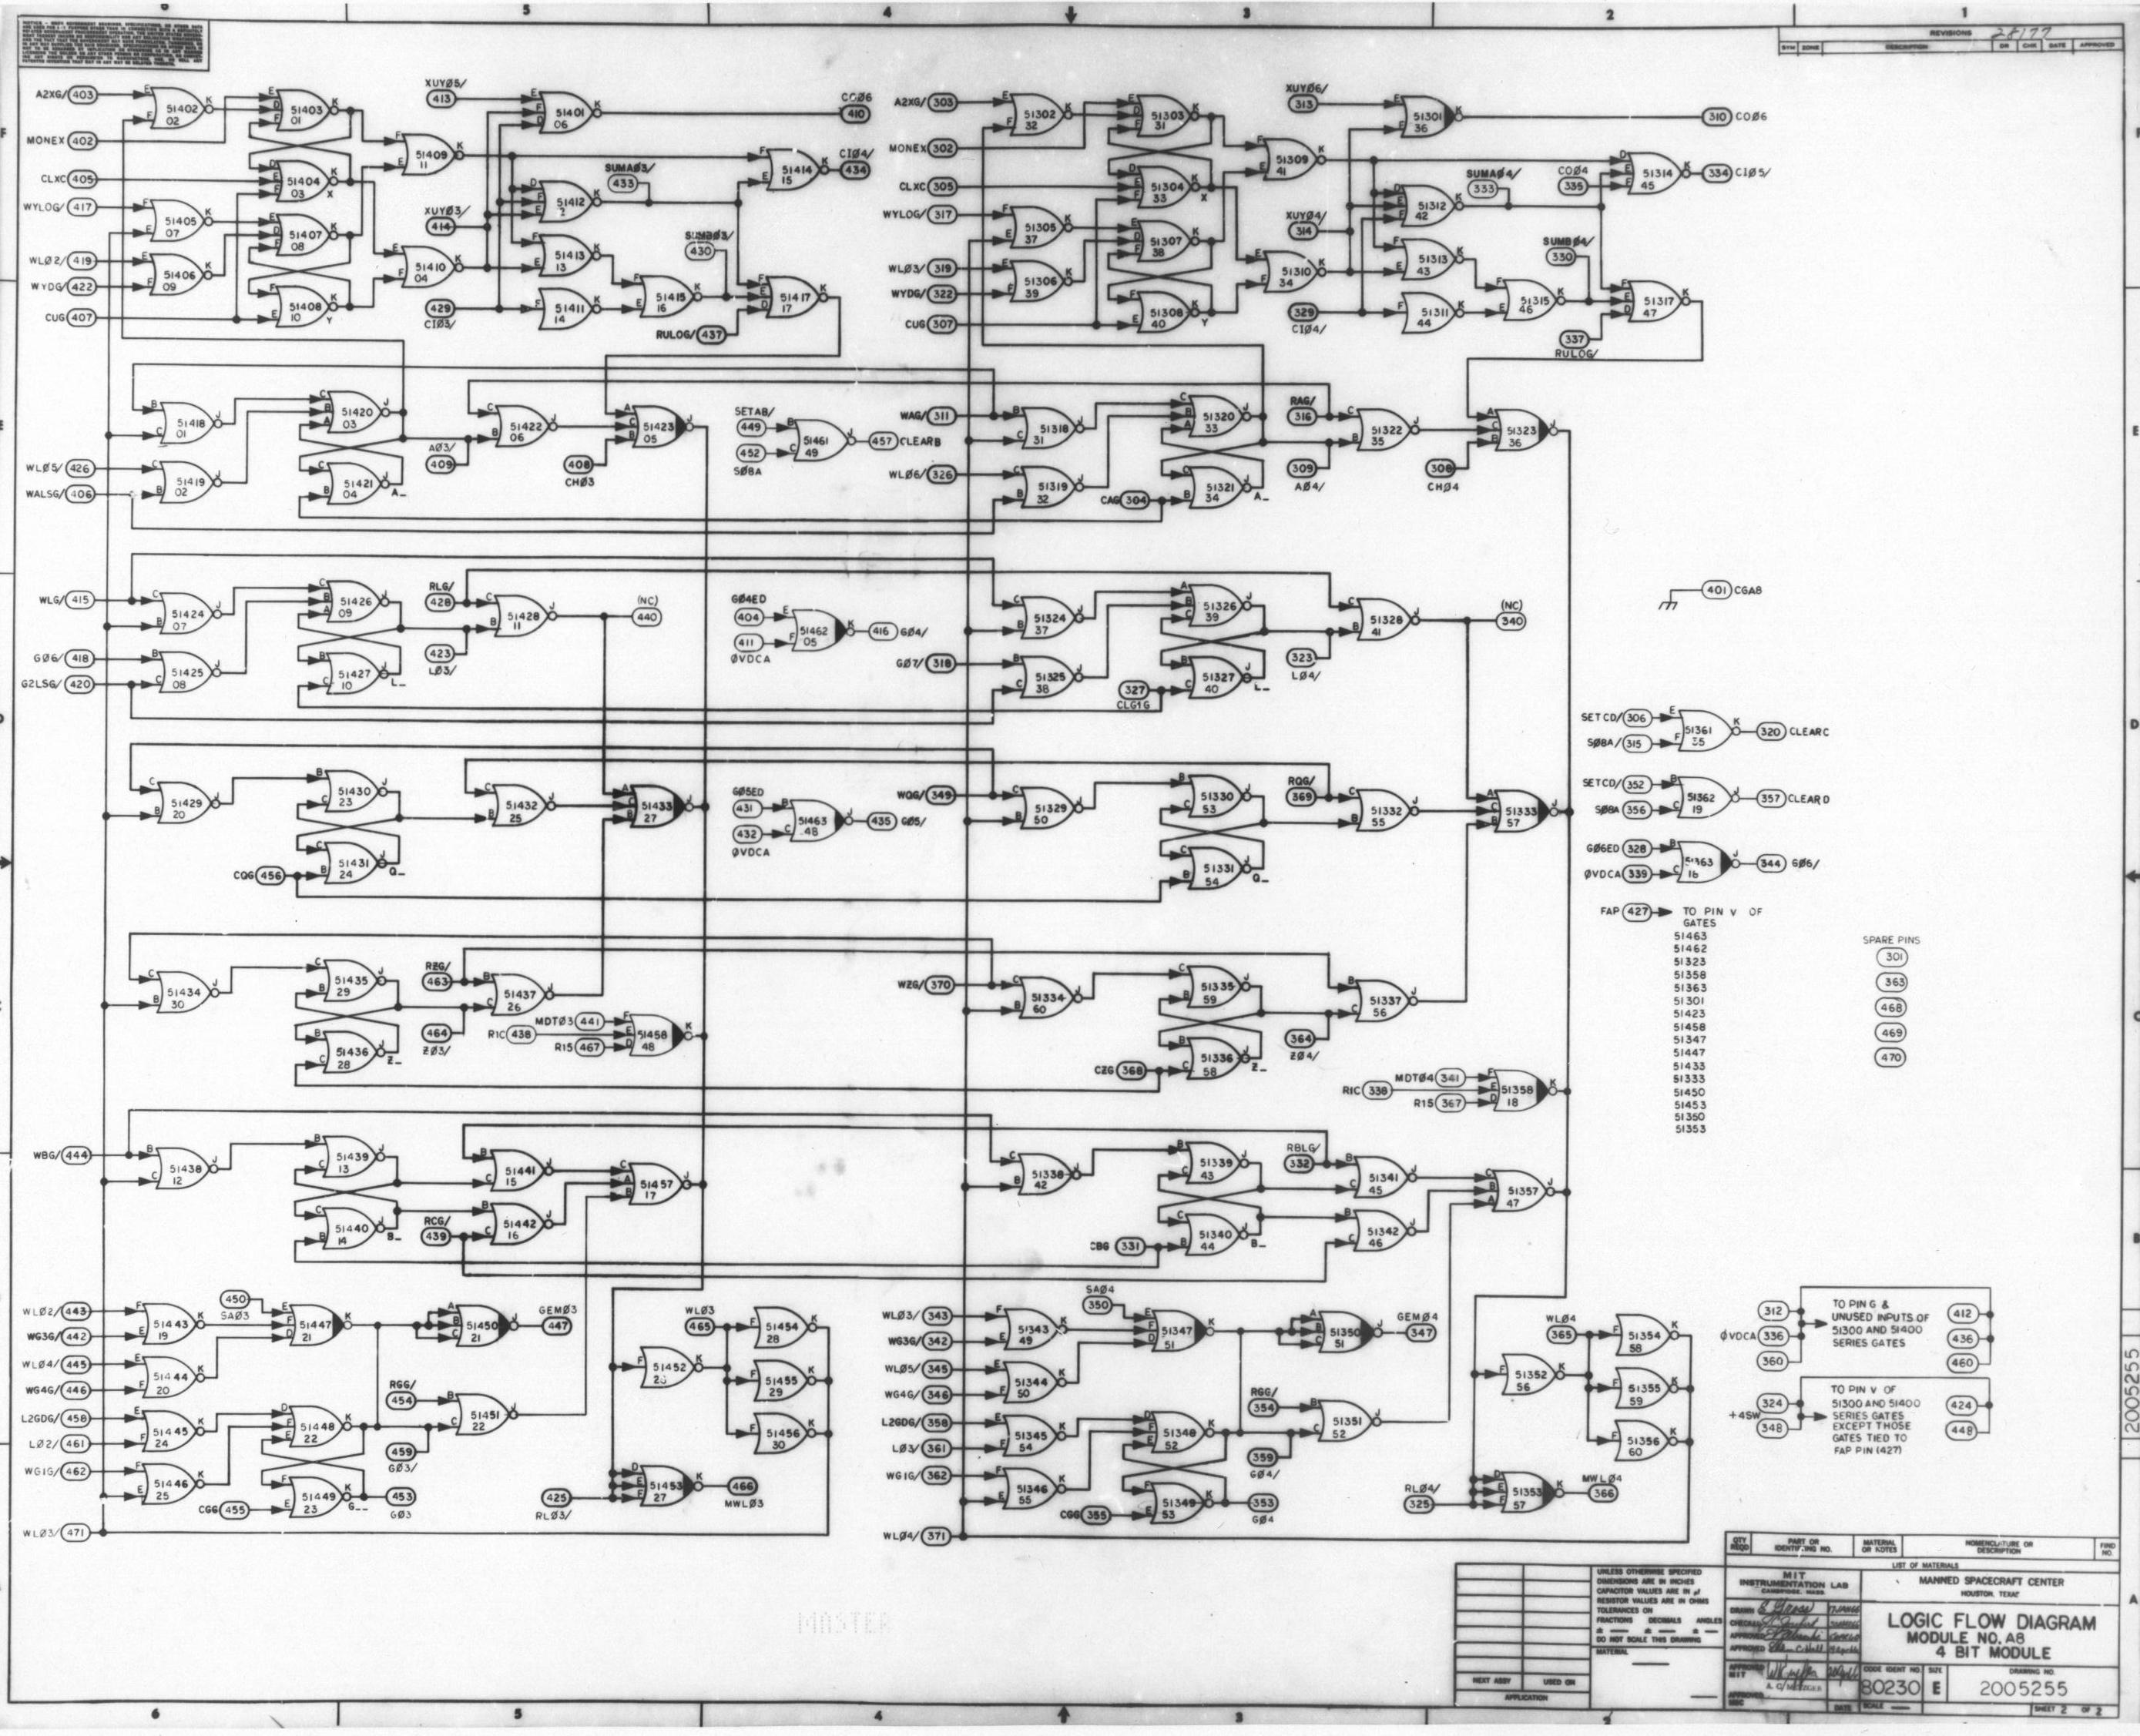 6 5 4 3 2 1
REVISIONS 28177
SYM ZONE DESCRIPTION DR CHK DATE APPROVED
A2XG/ 403
MONEX 402
CLXC 405
WYLOG/ 417
WLØ2/ 419
WYDG/ 422
CUG 407
51402 02
51403 01
51404 03 X
51405 07
51407 08
51406 09
51408 10 Y
51409 11
51410 04
XUYØ5/ 413
51401 06
COØ6 410
51414 15
CIØ4/ 434
SUMAØ3/ 433
51412
XUYØ3/ 414
51413 13
SUMBØ3/ 430
51415 16
51417 17
429 CIØ3/
51411 14
RULOG/ 437
A2XG/ 303
MONEX 302
CLXC 305
WYLOG/ 317
WLØ3/ 319
WYDG/ 322
CUG 307
51302 32
51303 31
51304 33 X
51305 37
51307 38
51306 39
51308 40 Y
51309 41
51310 34
XUYØ6/ 313
51301 36
310 COØ6
COØ4 335
51314 45
334 CIØ5/
SUMAØ4/ 333
51312 42
XUYØ4/ 314
51313 43
SUMBØ4/ 330
51315 46
51317 47
329 CIØ4/
51311 44
337 RULOG/
51418 01
51420 03
51422 06
51423 05
WLØ5/ 426
WALSG/ 406
51419 02
51421 04 A_
AØ3/ 409
408 CHØ3
SETAB/ 449
452 SØ8A
51461 49
457 CLEARB
WAG/ 311
51318 31
51320 33
RAG/ 316
51322 35
51323 36
WLØ6/ 326
51319 32
CAG 304
51321 34 A_
309 AØ4/
308 CHØ4
WLG/ 415
51424 07
51426 09
RLG/ 428
51428 11
(NC) 440
GØ6/ 418
G2LSG/ 420
51425 08
51427 10 L_
423 LØ3/
GØ4ED 404
411 ØVDCA
51462 05
416 GØ4/
51324 37
51326 39
51328 41
(NC) 340
GØ7/ 318
51325 38
51327 40 L_
327 CLG1G
323 LØ4/
401 CGA8
51429 20
51430 23
51432 25
51433 27
CQG 456
51431 24 Q_
GØ5ED 431
432 ØVDCA
51463 48
435 GØ5/
WQG/ 349
51329 50
51330 53
RQG/ 369
51332 55
51333 57
51331 54 Q_
SETCD/ 306
SØ8A/ 315
51361
320 CLEARC
SETCD/ 352
SØ8A 356
51362 19
357 CLEARD
GØ6ED 328
ØVDCA 339
51363 16
344 GØ6/
FAP 427 TO PIN V OF
GATES
51463
51462
51323
51358
51363
51301
51423
51458
51347
51447
51433
51333
51450
51453
51350
51353
SPARE PINS
301
363
468
469
470
51434 30
51435 29
RZG/ 463
51437 26
51436 28 Z_
464 ZØ3/
MDTØ3 441
R1C 438
R15 467
51458 48
WZG/ 370
51334 60
51335 59
51337 56
CZG 368
51336 58 Z_
364 ZØ4/
MDTØ4 341
R1C 338
R15 367
51358 18
WBG/ 444
51438 12
51439 13
51441 15
51457 17
51440 14 B_
RCG/ 439
51442 16
51338 42
51339 43
RBLG/ 332
51341 45
51357 47
CBG 331
51340 44 B_
51342 46
WLØ2/ 443
WG3G/ 442
WLØ4/ 445
WG4G/ 446
L2GDG/ 458
LØ2/ 461
WG1G/ 462
WLØ3/ 471
51443 19
51444 20
51445 24
51446 25
450 SAØ3
51447 21
51450 21
GEMØ3 447
51448 22
RGG/ 454
51451 22
459 GØ3/
CGG 455
51449 23 G_
453 GØ3
WLØ3 465
51452
51454 28
51455 29
51456 30
425 RLØ3/
51453 27
466 MWLØ3
WLØ3/ 343
WG3G/ 342
WLØ5/ 345
WG4G/ 346
L2GDG/ 358
LØ3/ 361
WG1G/ 362
WLØ4/ 371
51343 49
51344 50
51345 54
51346 55
SAØ4 350
51347 51
51350 51
GEMØ4 347
51348 52
RGG/ 354
51351 52
359 GØ4/
CGG 355
51349 53
353 GØ4
WLØ4 365
51352 56
51354 58
51355 59
51356 60
RLØ4/ 325
51353 57
MWLØ4 366
312
ØVDCA 336
360
TO PIN G &
UNUSED INPUTS OF
51300 AND 51400
SERIES GATES
412
436
460
324
+4SW
348
TO PIN V OF
51300 AND 51400
SERIES GATES
EXCEPT THOSE
GATES TIED TO
FAP PIN (427)
424
448
2005255
MASTER
QTY REQD PART OR IDENTIFYING NO. MATERIAL OR NOTES NOMENCLATURE OR DESCRIPTION FIND NO.
LIST OF MATERIALS
UNLESS OTHERWISE SPECIFIED
DIMENSIONS ARE IN INCHES
CAPACITOR VALUES ARE IN
RESISTOR VALUES ARE IN OHMS
TOLERANCES ON
FRACTIONS DECIMALS ANGLES
DO NOT SCALE THIS DRAWING
MATERIAL
NEXT ASSY USED ON
APPLICATION
MIT
INSTRUMENTATION LAB
CAMBRIDGE, MASS.
MANNED SPACECRAFT CENTER
HOUSTON, TEXAS
LOGIC FLOW DIAGRAM
MODULE NO. A8
4 BIT MODULE
CODE IDENT NO. SIZE DRAWING NO.
80230 E 2005255
SCALE SHEET 2 OF 2
6 5 4 3 2